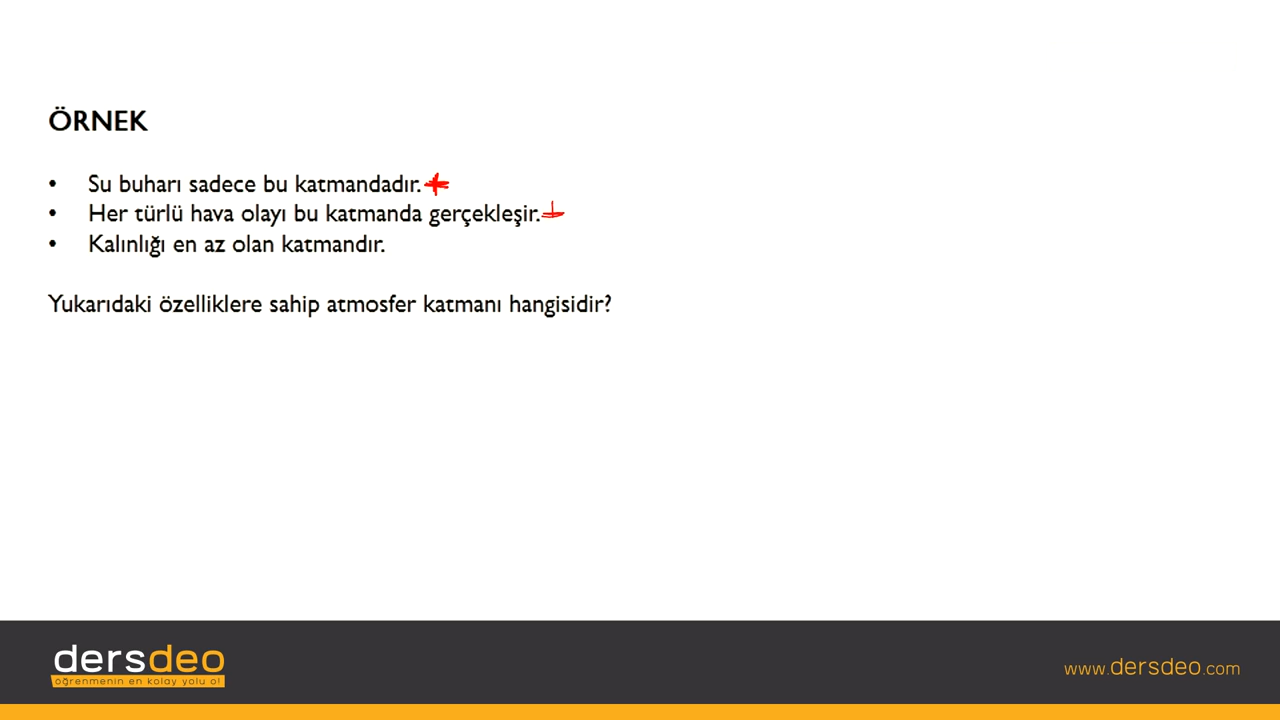 ÖRNEK
• Su buharı sadece bu katmandadır.
• Her türlü hava olayı bu katmanda gerçekleşir.
• Kalınlığı en az olan katmandır.
Yukarıdaki özelliklere sahip atmosfer katmanı hangisidir?
dersdeo
öğrenmenin en kolay yolu o!
www.dersdeo.com